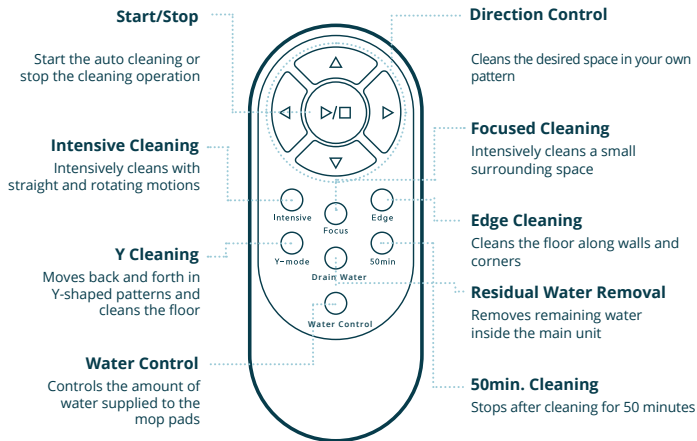 Start/Stop
Start the auto cleaning or
stop the cleaning operation
Intensive Cleaning
Intensively cleans with
straight and rotating motions
Y Cleaning
Moves back and forth in
Y-shaped patterns and
cleans the floor
Water Control
Controls the amount of
water supplied to the
mop pads
Intensive
Focus
Edge
Y-mode
Drain Water
50min
Water Control
Direction Control
Cleans the desired space in your own
pattern
Focused Cleaning
Intensively cleans a small
surrounding space
Edge Cleaning
Cleans the floor along walls and
corners
Residual Water Removal
Removes remaining water
inside the main unit
50min. Cleaning
Stops after cleaning for 50 minutes